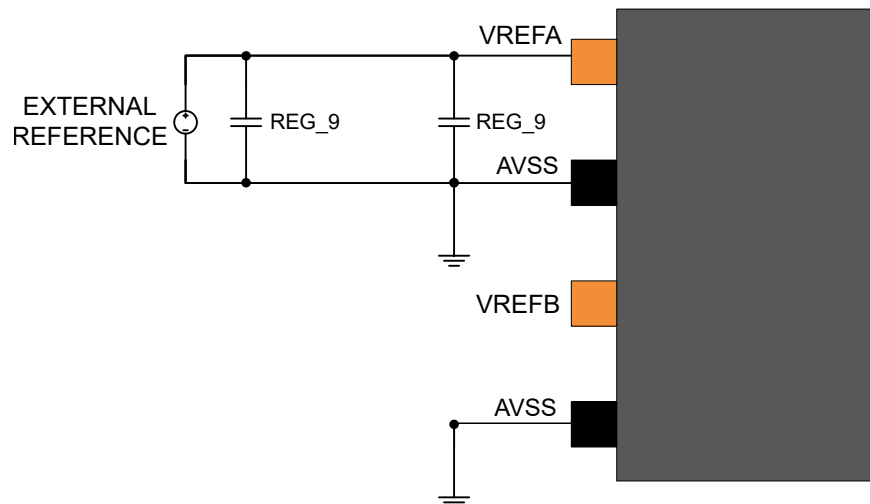 VREFA
EXTERNAL
REFERENCE
REG_9
REG_9
AVSS
VREFB
AVSS